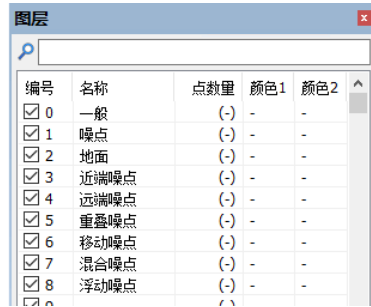 图层
编号 名称 点数量 颜色1 颜色2
0 一般 (-) - -
1 噪点 (-) - -
2 地面 (-) - -
3 近端噪点 (-) - -
4 远端噪点 (-) - -
5 重叠噪点 (-) - -
6 移动噪点 (-) - -
7 混合噪点 (-) - -
8 浮动噪点 (-) - -